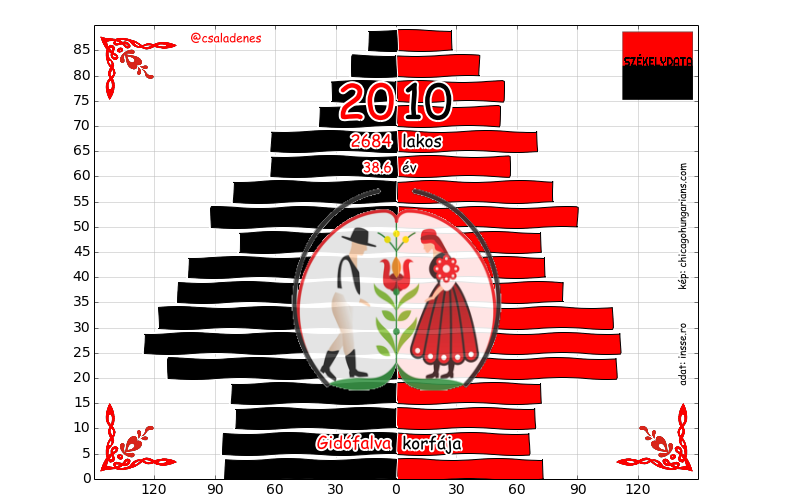 @csaladenes
SZÉKELYDATA
2010
2684 lakos
38.6 év
kép: chicagohungarians.com
adat: insse.ro
Gidófalva korfája
85
80
75
70
65
60
55
50
45
40
35
30
25
20
15
10
5
0
120 90 60 30 0 30 60 90 120